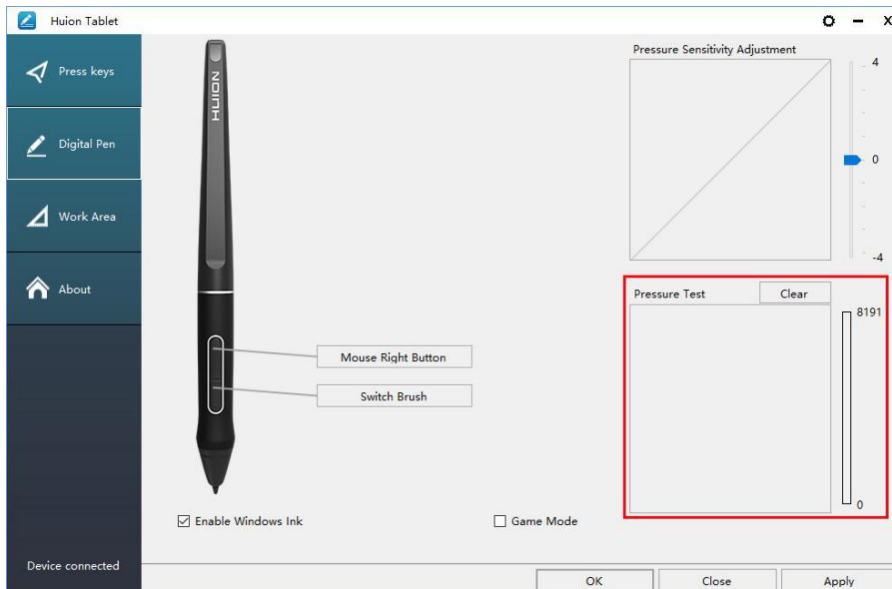 Huion Tablet
Press keys
Digital Pen
Work Area
About
Device connected
HUION
Mouse Right Button
Switch Brush
Enable Windows Ink
Game Mode
Pressure Sensitivity Adjustment
4
0
-4
Pressure Test
Clear
8191
0
OK
Close
Apply